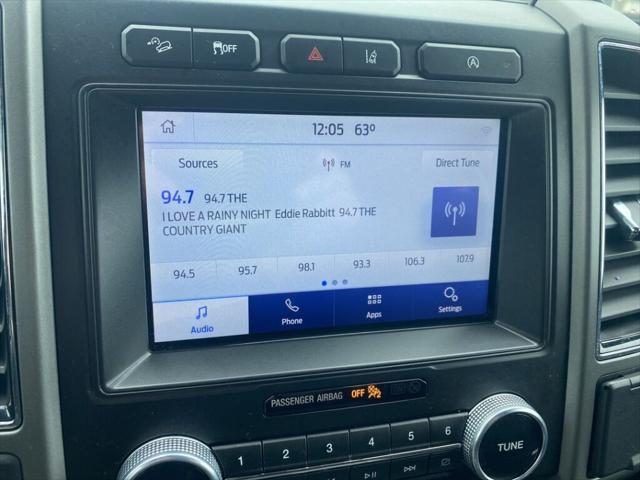 OFF
A
12:05 63°
Sources FM Direct Tune
94.7 94.7 THE
I LOVE A RAINY NIGHT Eddie Rabbitt 94.7 THE
COUNTRY GIANT
94.5 95.7 98.1 93.3 106.3 107.9
Audio Phone Apps Settings
PASSENGER AIRBAG OFF 2
1 2 3 4 5 6
TUNE